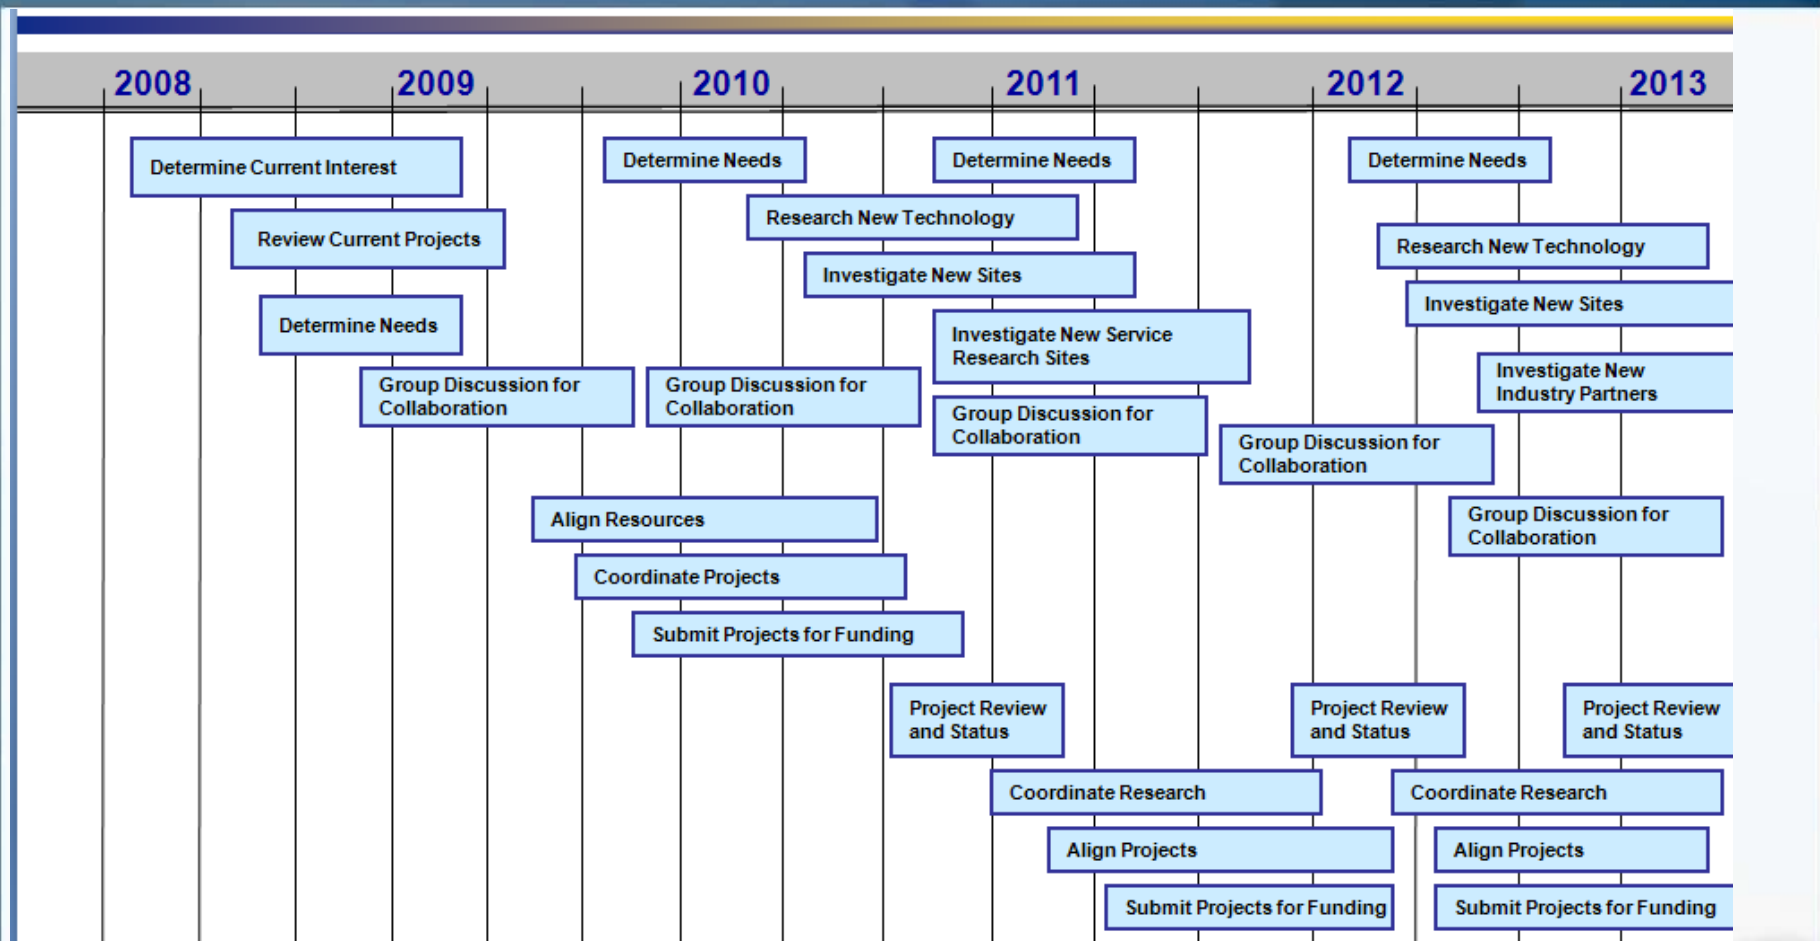 2008 2009 2010 2011 2012 2013
Determine Current Interest
Determine Needs
Determine Needs
Determine Needs
Research New Technology
Review Current Projects
Research New Technology
Investigate New Sites
Investigate New Sites
Determine Needs
Investigate New Service
Research Sites
Investigate New
Industry Partners
Group Discussion for
Collaboration
Group Discussion for
Collaboration
Group Discussion for
Collaboration
Group Discussion for
Collaboration
Group Discussion for
Collaboration
Align Resources
Coordinate Projects
Submit Projects for Funding
Project Review
and Status
Project Review
and Status
Project Review
and Status
Coordinate Research
Coordinate Research
Align Projects
Align Projects
Submit Projects for Funding
Submit Projects for Funding